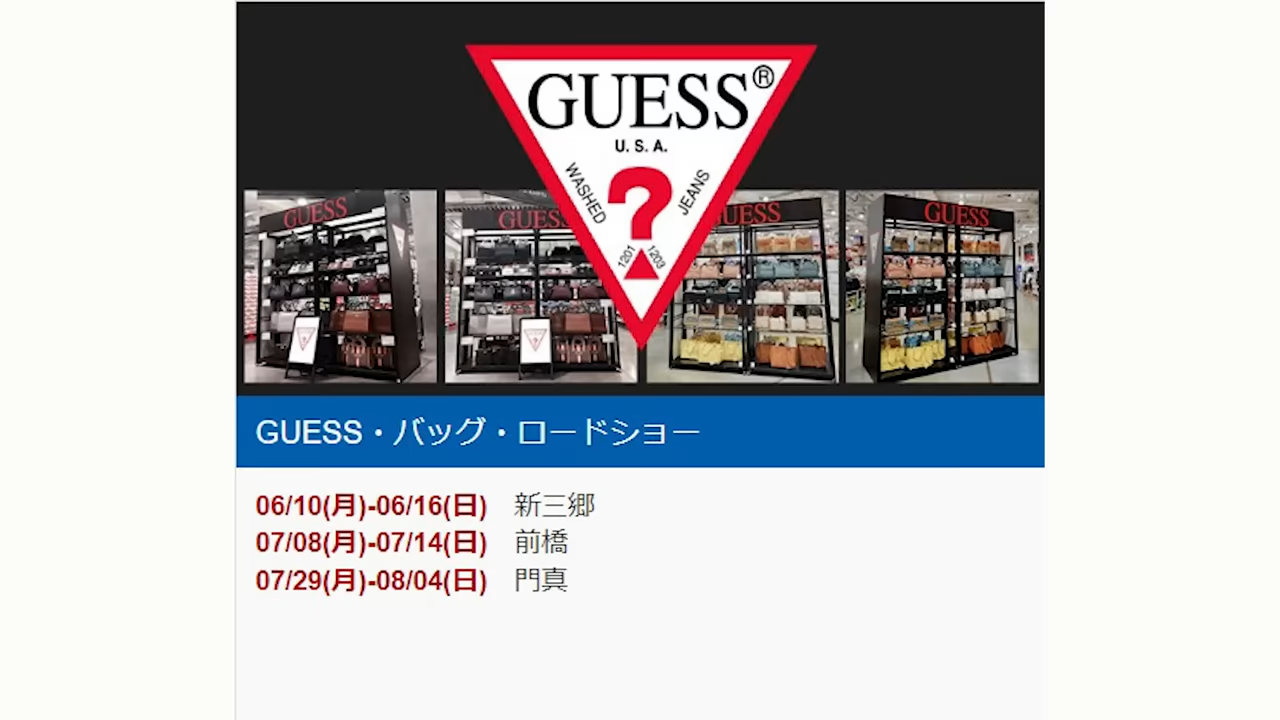 GUESS®
U. S. A.
WASHED
?
JEANS
1201
1203
GUESS
GUESS
GUESS
GUESS
GUESS・バッグ・ロードショー
06/10(月)-06/16(日) 新三郷
07/08(月)-07/14(日) 前橋
07/29(月)-08/04(日) 門真